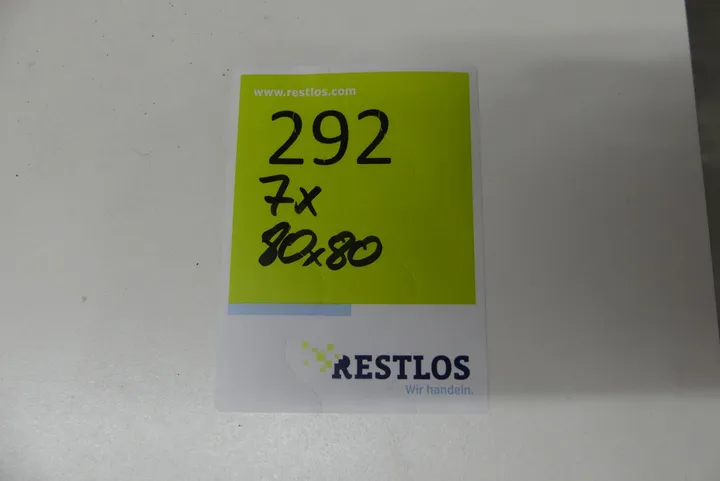 www.restlos.com
292
7x
80x80
RESTLOS
Wir handeln.